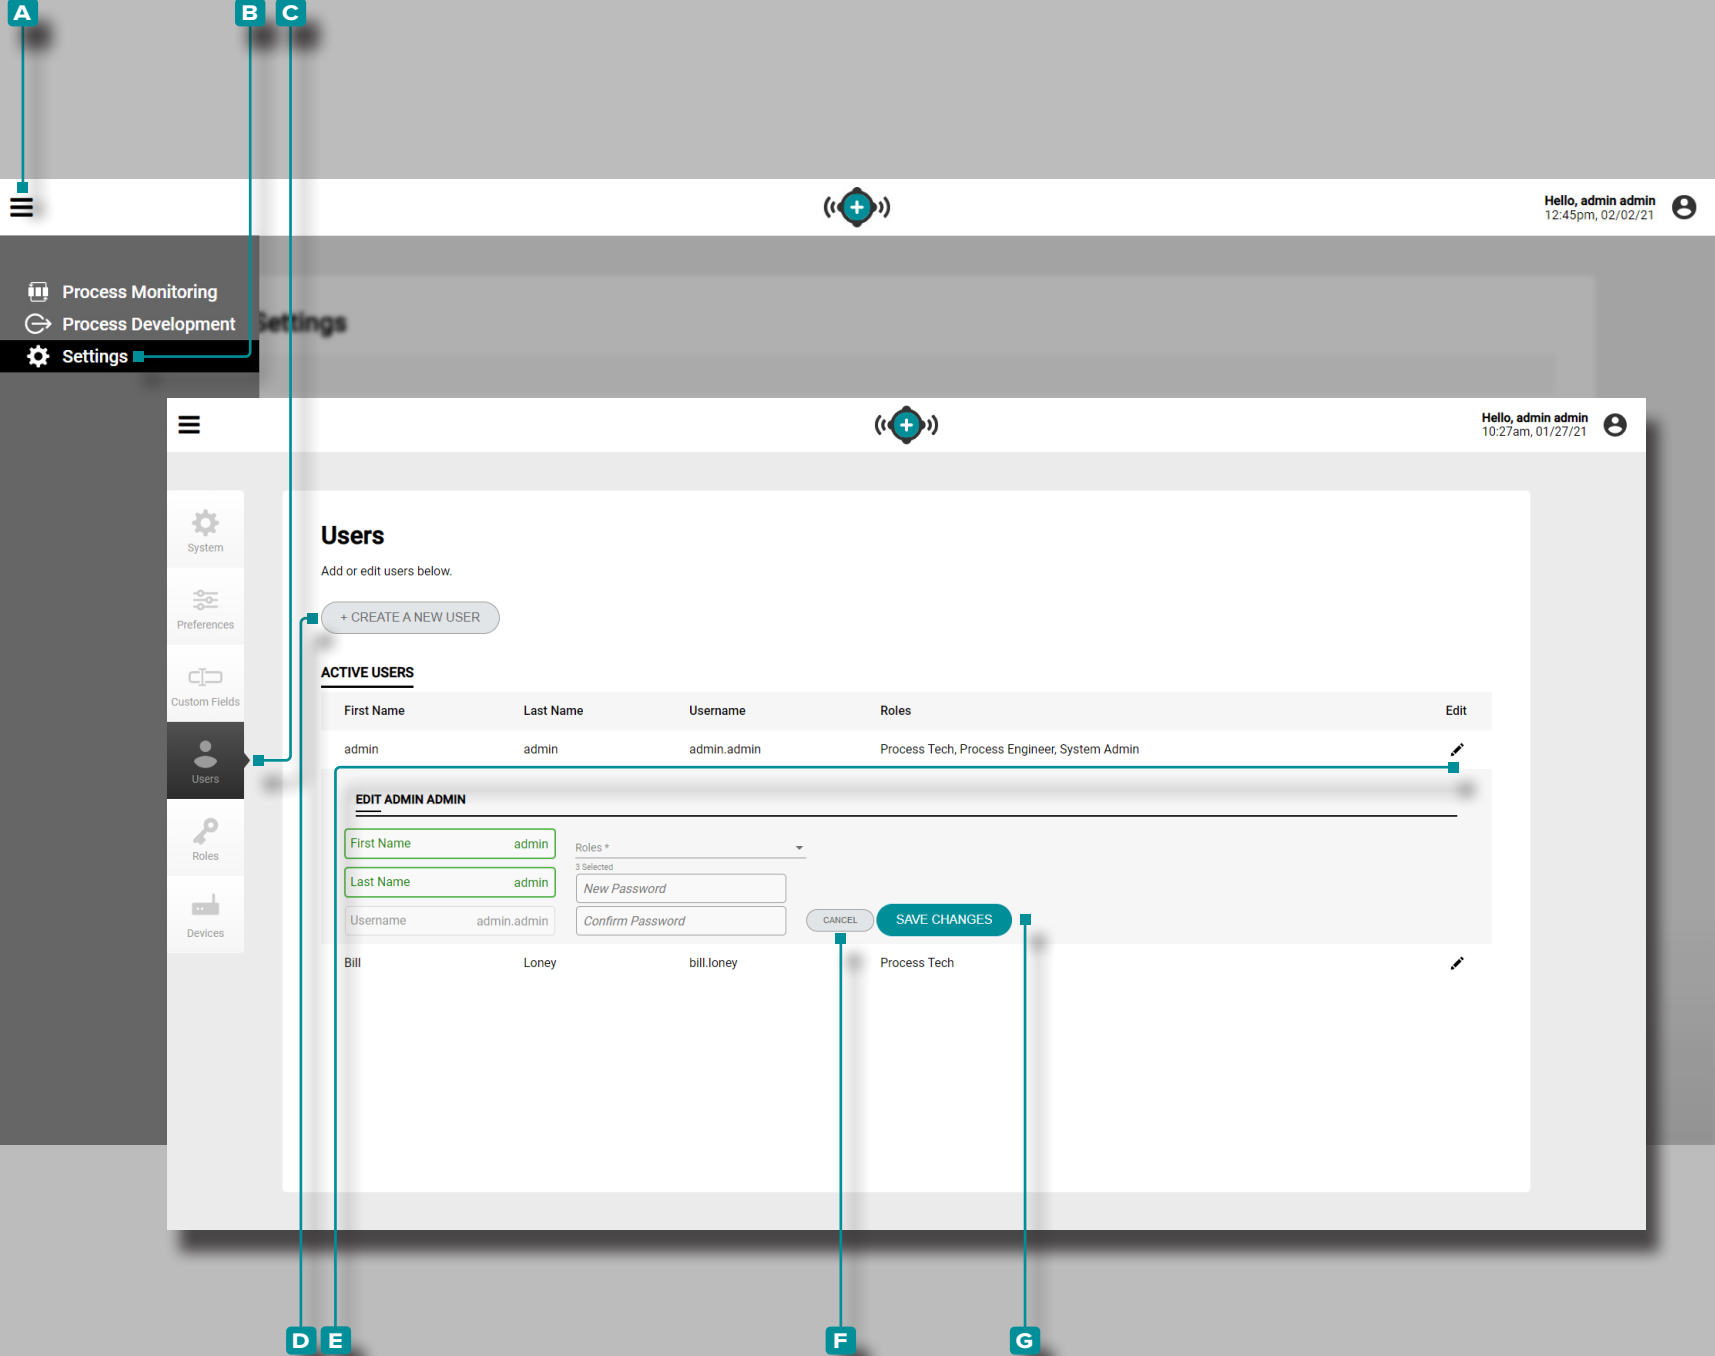 A
B
C
Hello, admin admin
12:45pm, 02/02/21
Process Monitoring
Process Development
Settings
Settings
Hello, admin admin
10:27am, 01/27/21
System
Preferences
Custom Fields
Users
Roles
Devices
Users
Add or edit users below.
+ CREATE A NEW USER
ACTIVE USERS
First Name Last Name Username Roles Edit
admin admin admin.admin Process Tech, Process Engineer, System Admin
EDIT ADMIN ADMIN
First Name admin
Last Name admin
Username admin.admin
Roles *
3 Selected
New Password
Confirm Password
CANCEL
SAVE CHANGES
Bill Loney bill.loney Process Tech
D
E
F
G